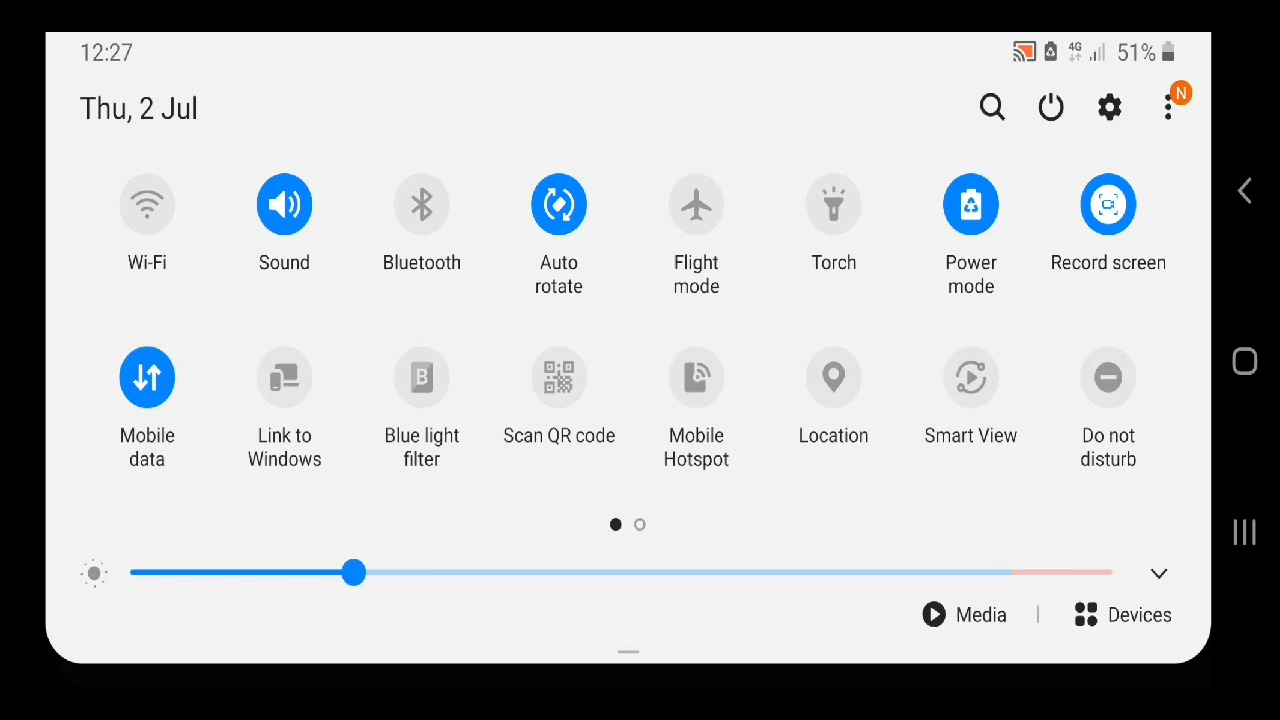 12:27
4G
51%
Thu, 2 Jul
N
Wi-Fi
Sound
Bluetooth
Auto
rotate
Flight
mode
Torch
Power
mode
Record screen
B
Mobile
data
Link to
Windows
Blue light
filter
Scan QR code
Mobile
Hotspot
Location
Smart View
Do not
disturb
Media
Devices